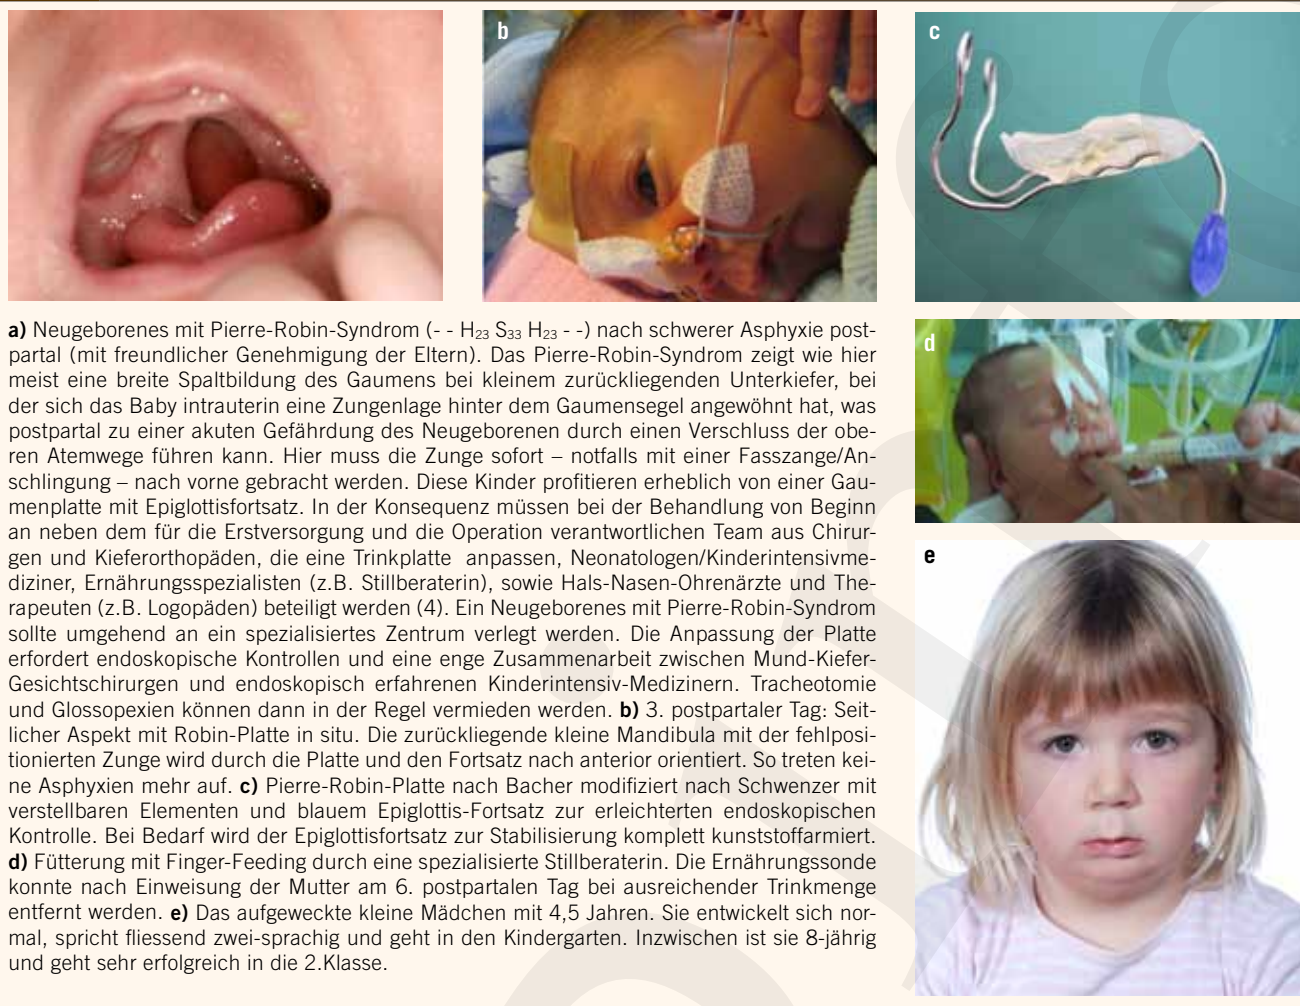 b
c
a) Neugeborenes mit Pierre-Robin-Syndrom (- - H23 S33 H23 - -) nach schwerer Asphyxie post-
partal (mit freundlicher Genehmigung der Eltern). Das Pierre-Robin-Syndrom zeigt wie hier
meist eine breite Spaltbildung des Gaumens bei kleinem zurückliegenden Unterkiefer, bei
der sich das Baby intrauterin eine Zungenlage hinter dem Gaumensegel angewöhnt hat, was
postpartal zu einer akuten Gefährdung des Neugeborenen durch einen Verschluss der obe-
ren Atemwege führen kann. Hier muss die Zunge sofort – notfalls mit einer Fasszange/An-
schlingung – nach vorne gebracht werden. Diese Kinder profitieren erheblich von einer Gau-
menplatte mit Epiglottisfortsatz. In der Konsequenz müssen bei der Behandlung von Beginn
an neben dem für die Erstversorgung und die Operation verantwortlichen Team aus Chirur-
gen und Kieferorthopäden, die eine Trinkplatte anpassen, Neonatologen/Kinderintensivme-
diziner, Ernährungsspezialisten (z.B. Stillberaterin), sowie Hals-Nasen-Ohrenärzte und The-
rapeuten (z.B. Logopäden) beteiligt werden (4). Ein Neugeborenes mit Pierre-Robin-Syndrom
sollte umgehend an ein spezialisiertes Zentrum verlegt werden. Die Anpassung der Platte
erfordert endoskopische Kontrollen und eine enge Zusammenarbeit zwischen Mund-Kiefer-
Gesichtschirurgen und endoskopisch erfahrenen Kinderintensiv-Medizinern. Tracheotomie
und Glossopexien können dann in der Regel vermieden werden. b) 3. postpartaler Tag: Seit-
licher Aspekt mit Robin-Platte in situ. Die zurückliegende kleine Mandibula mit der fehlposi-
tionierten Zunge wird durch die Platte und den Fortsatz nach anterior orientiert. So treten kei-
ne Asphyxien mehr auf. c) Pierre-Robin-Platte nach Bacher modifiziert nach Schwenzer mit
verstellbaren Elementen und blauem Epiglottis-Fortsatz zur erleichterten endoskopischen
Kontrolle. Bei Bedarf wird der Epiglottisfortsatz zur Stabilisierung komplett kunststoffarmiert.
d) Fütterung mit Finger-Feeding durch eine spezialisierte Stillberaterin. Die Ernährungssonde
konnte nach Einweisung der Mutter am 6. postpartalen Tag bei ausreichender Trinkmenge
entfernt werden. e) Das aufgeweckte kleine Mädchen mit 4,5 Jahren. Sie entwickelt sich nor-
mal, spricht fliessend zwei-sprachig und geht in den Kindergarten. Inzwischen ist sie 8-jährig
und geht sehr erfolgreich in die 2.Klasse.
d
e